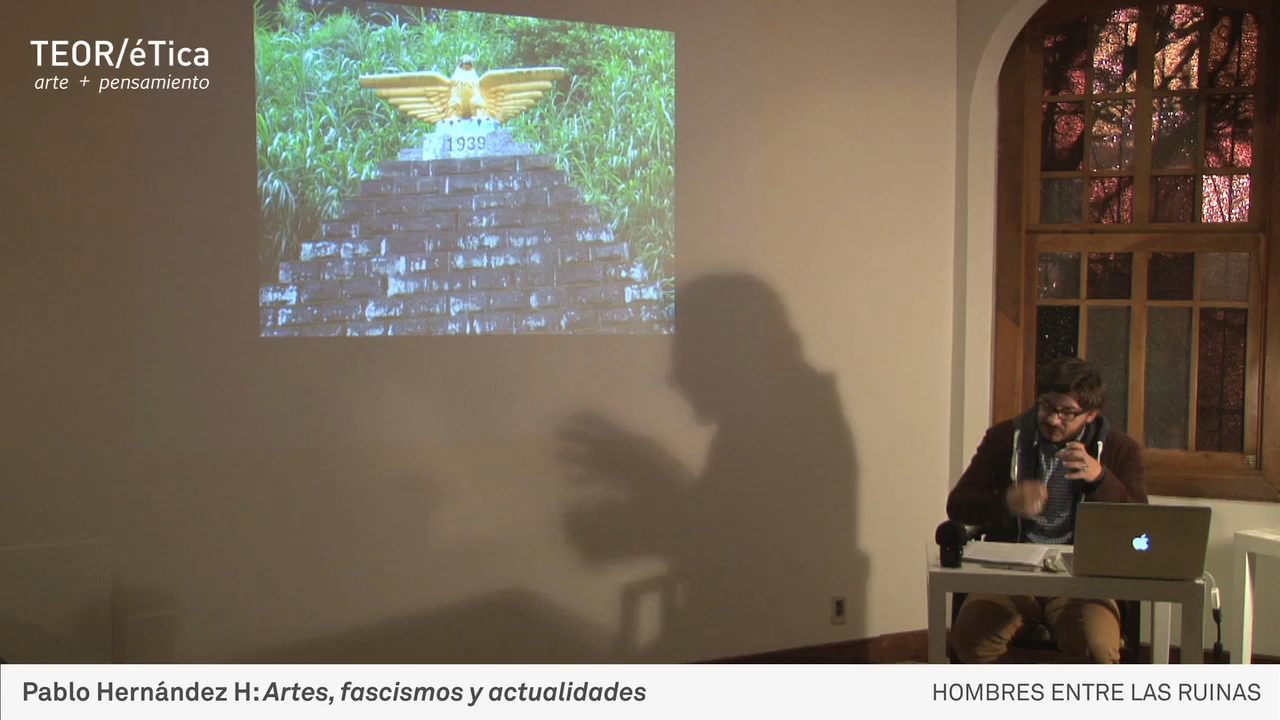 TEOR/éTica
arte + pensamiento
1939
Pablo Hernández H: Artes, fascismos y actualidades
HOMBRES ENTRE LAS RUINAS